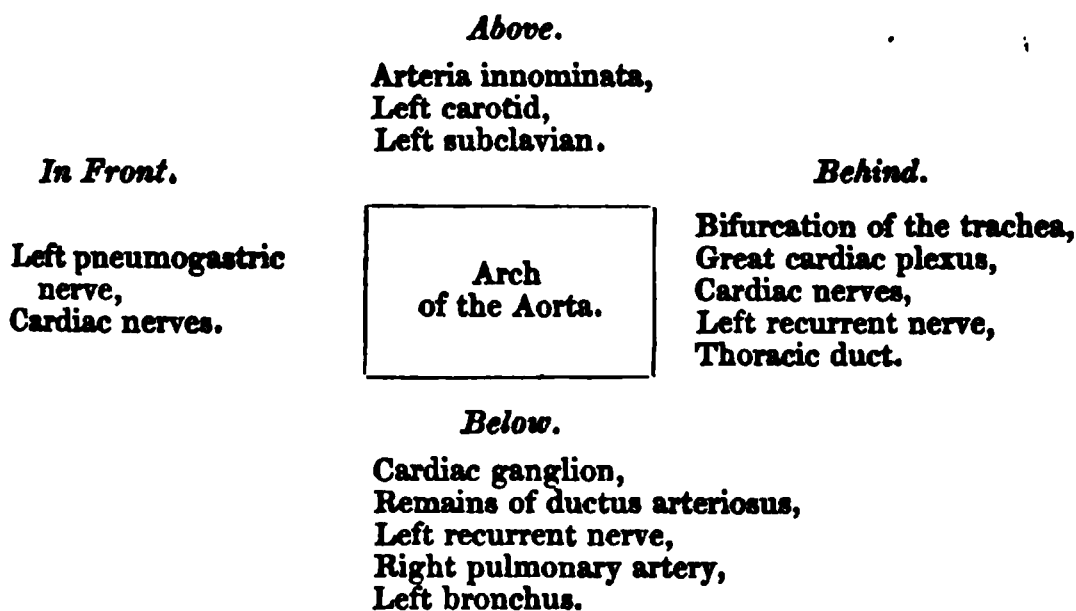 Above.
Arteria innominata,
Left carotid,
Left subclavian.
In Front.
Left pneumogastric
nerve,
Cardiac nerves.
Arch
of the Aorta.
Behind.
Bifurcation of the trachea,
Great cardiac plexus,
Cardiac nerves,
Left recurrent nerve,
Thoracic duct.
Below.
Cardiac ganglion,
Remains of ductus arteriosus,
Left recurrent nerve,
Right pulmonary artery,
Left bronchus.